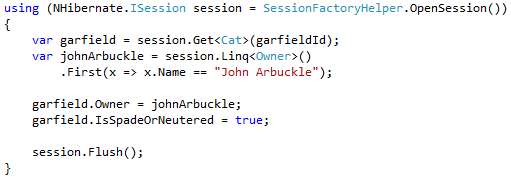 using (NHibernate.ISession session = SessionFactoryHelper.OpenSession())
{
    var garfield = session.Get<Cat>(garfieldId);
    var johnArbuckle = session.Linq<Owner>()
        .First(x => x.Name == "John Arbuckle");

    garfield.Owner = johnArbuckle;
    garfield.IsSpadeOrNeutered = true;

    session.Flush();
}